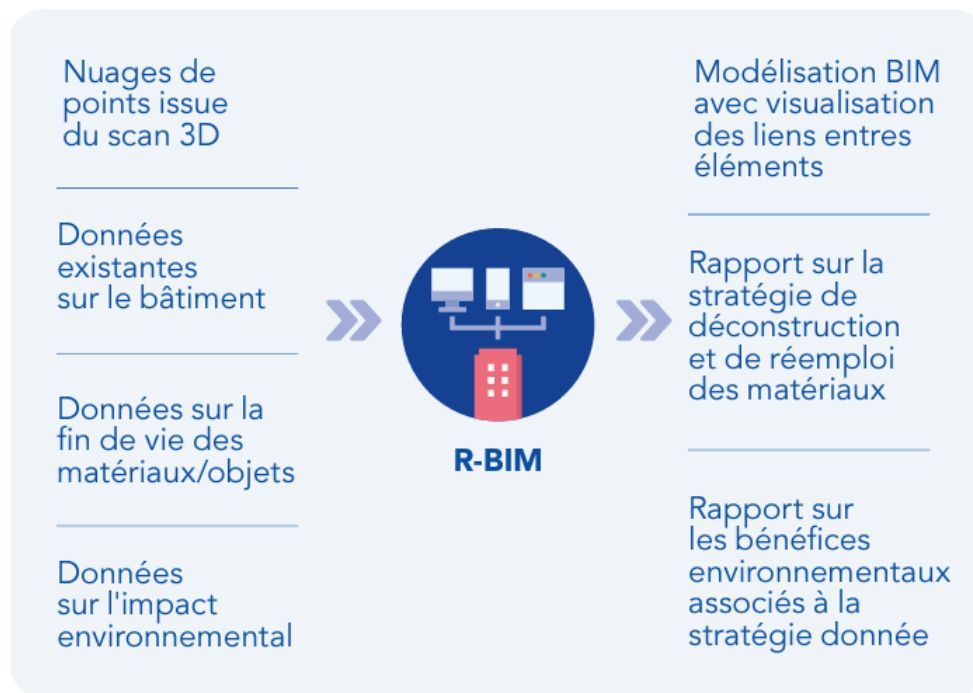 Nuages de
points issue
du scan 3D
Données
existantes
sur le bâtiment
Données sur la
fin de vie des
matériaux/objets
Données
sur l'impact
environnemental
R-BIM
Modélisation BIM
avec visualisation
des liens entres
éléments
Rapport sur la
stratégie de
déconstruction
et de réemploi
des matériaux
Rapport sur
les bénéfices
environnementaux
associés à la
stratégie donnée